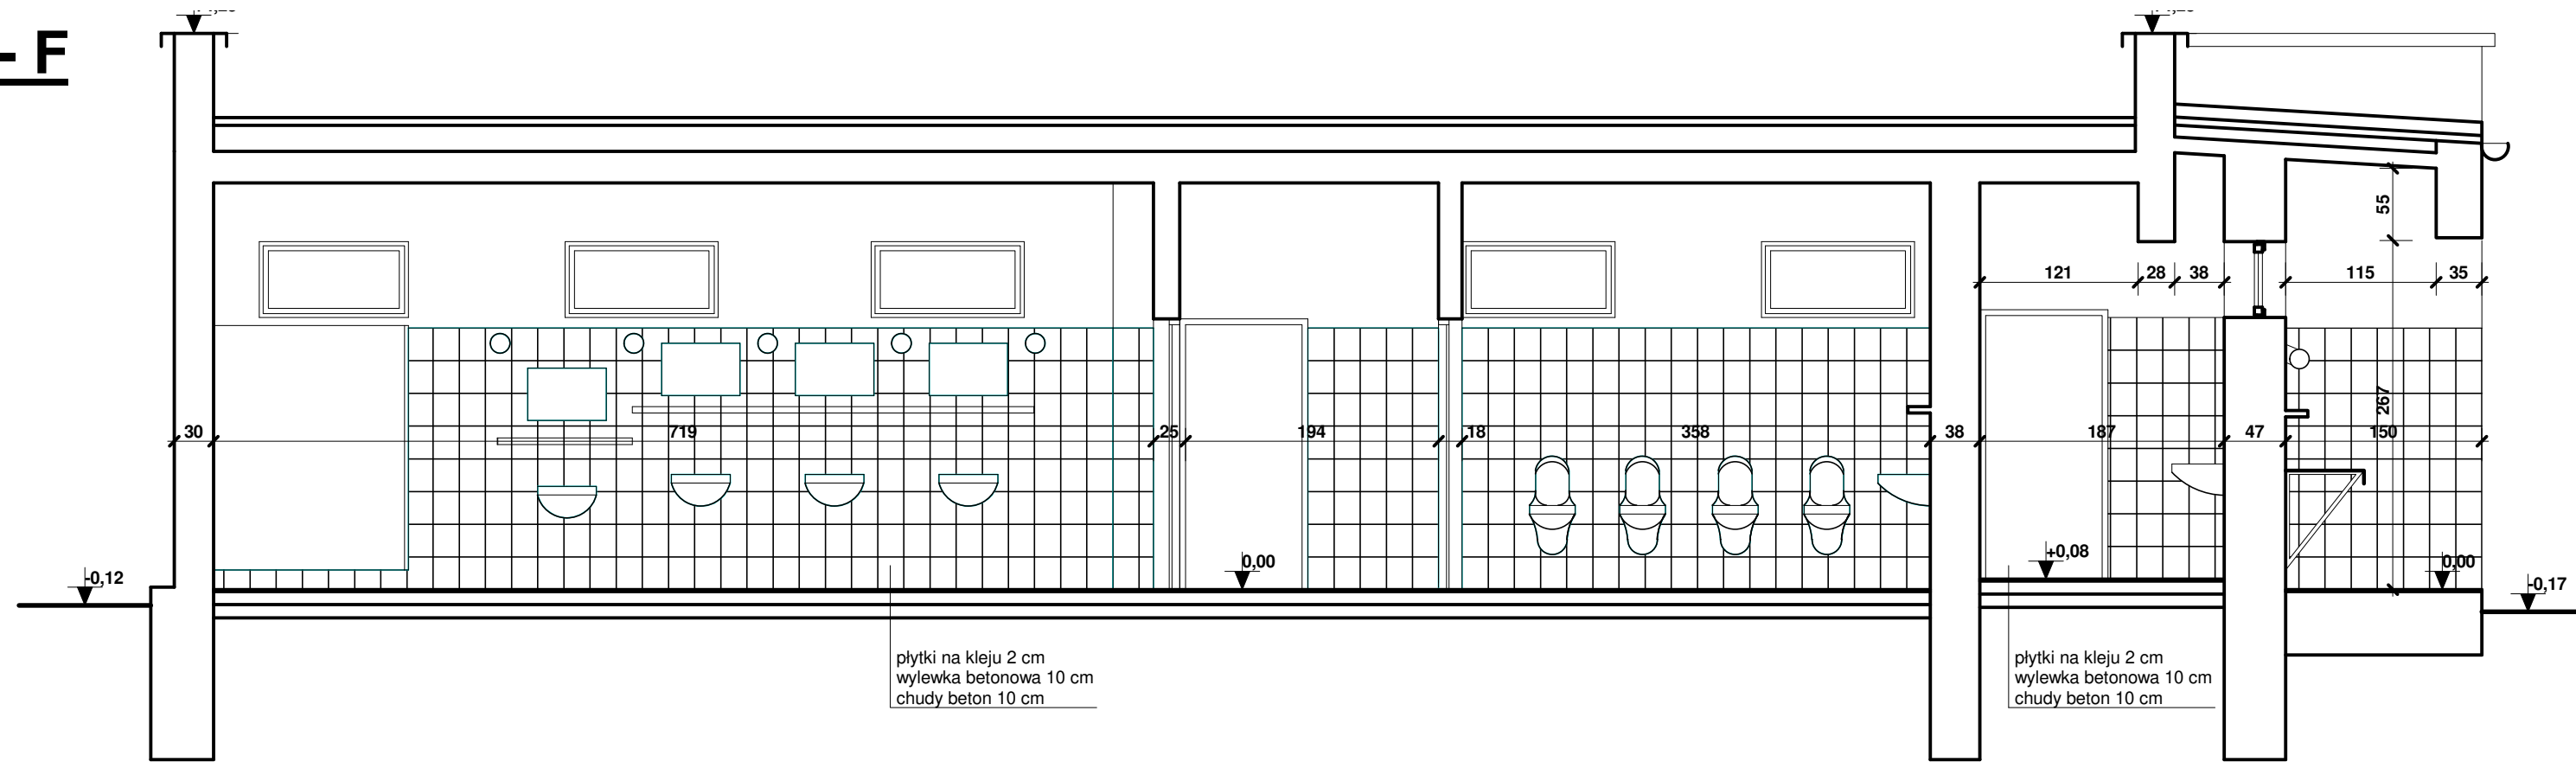 - F
55
121 28 38 115 35
267
30 719 25 194 18 358 38 187 47 150
-0,12 0,00 +0,08 0,00 -0,17
płytki na kleju 2 cm
wylewka betonowa 10 cm
chudy beton 10 cm
płytki na kleju 2 cm
wylewka betonowa 10 cm
chudy beton 10 cm